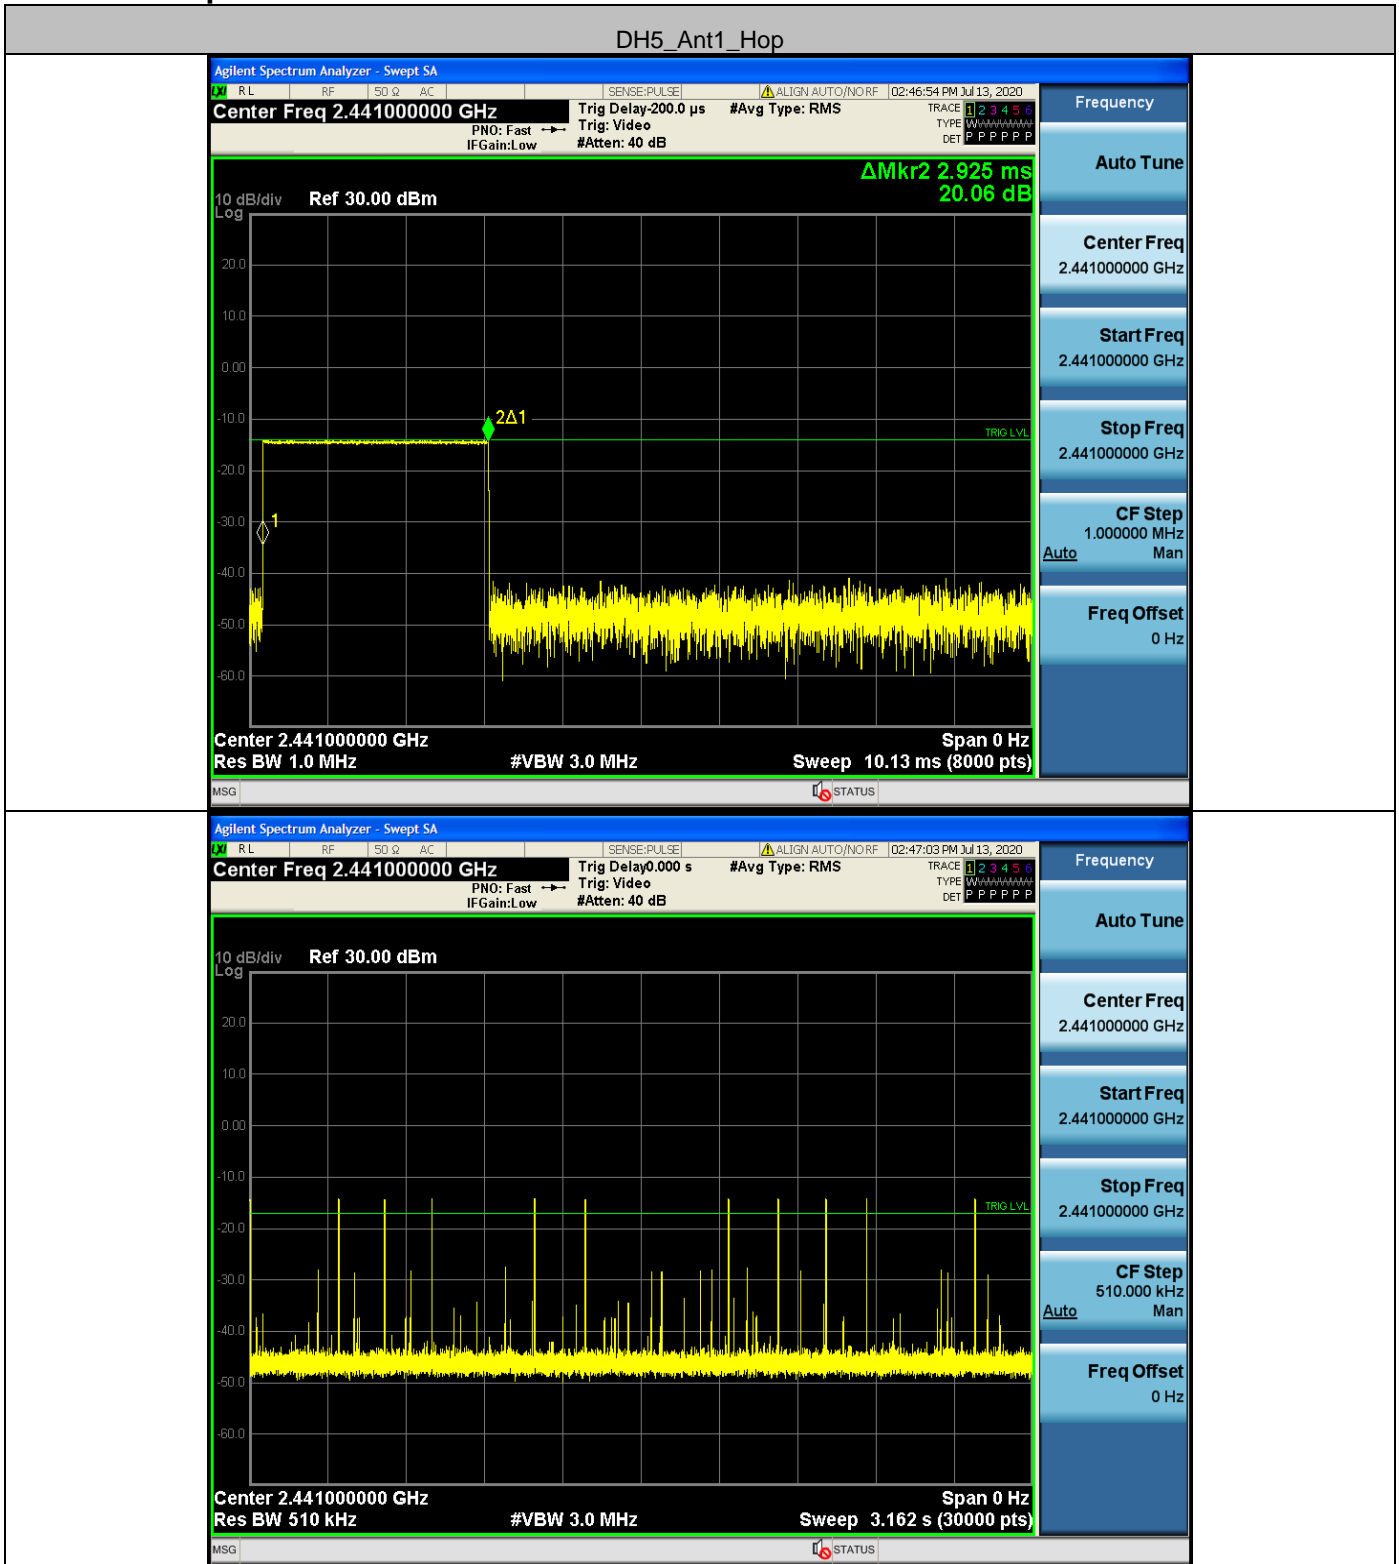 DH5_Ant1_Hop
Agilent Spectrum Analyzer - Swept SA
LXI RL RF 50 Ω AC SENSE:PULSE ALIGN AUTO/NO RF 02:46:54 PM Jul 13, 2020
Center Freq 2.441000000 GHz
PNO: Fast
IFGain:Low
Trig Delay-200.0 µs
Trig: Video
#Atten: 40 dB
#Avg Type: RMS
TRACE 1 2 3 4 5 6
TYPE WWWWWW
DET P P P P P P
ΔMkr2 2.925 ms
20.06 dB
10 dB/div Ref 30.00 dBm
Log
20.0
10.0
0.00
-10.0
2Δ1
TRIG LVL
-20.0
-30.0
1
-40.0
-50.0
-60.0
Center 2.441000000 GHz Span 0 Hz
Res BW 1.0 MHz #VBW 3.0 MHz Sweep 10.13 ms (8000 pts)
MSG STATUS
Frequency
Auto Tune
Center Freq
2.441000000 GHz
Start Freq
2.441000000 GHz
Stop Freq
2.441000000 GHz
CF Step
1.000000 MHz
Auto Man
Freq Offset
0 Hz
Agilent Spectrum Analyzer - Swept SA
LXI RL RF 50 Ω AC SENSE:PULSE ALIGN AUTO/NO RF 02:47:03 PM Jul 13, 2020
Center Freq 2.441000000 GHz
PNO: Fast
IFGain:Low
Trig Delay0.000 s
Trig: Video
#Atten: 40 dB
#Avg Type: RMS
TRACE 1 2 3 4 5 6
TYPE WWWWWW
DET P P P P P P
10 dB/div Ref 30.00 dBm
Log
20.0
10.0
0.00
-10.0
TRIG LVL
-20.0
-30.0
-40.0
-50.0
-60.0
Center 2.441000000 GHz Span 0 Hz
Res BW 510 kHz #VBW 3.0 MHz Sweep 3.162 s (30000 pts)
MSG STATUS
Frequency
Auto Tune
Center Freq
2.441000000 GHz
Start Freq
2.441000000 GHz
Stop Freq
2.441000000 GHz
CF Step
510.000 kHz
Auto Man
Freq Offset
0 Hz